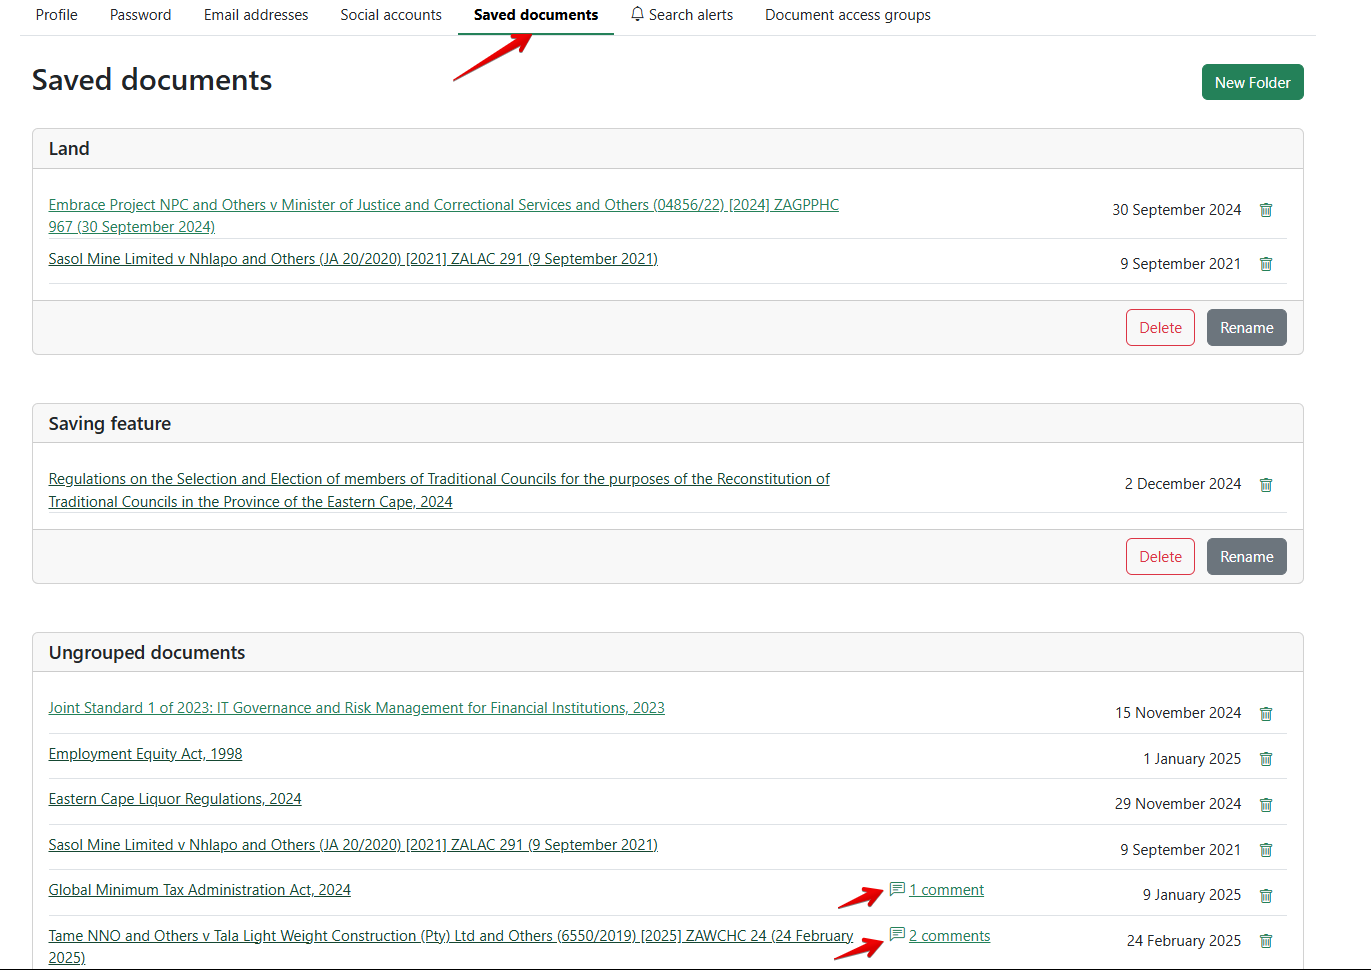 Profile Password Email addresses Social accounts Saved documents Search alerts Document access groups
Saved documents
New Folder
Land
Embrace Project NPC and Others v Minister of Justice and Correctional Services and Others (04856/22) [2024] ZAGPPHC
967 (30 September 2024)
30 September 2024
Sasol Mine Limited v Nhlapo and Others (JA 20/2020) [2021] ZALAC 291 (9 September 2021)
9 September 2021
Delete Rename
Saving feature
Regulations on the Selection and Election of members of Traditional Councils for the purposes of the Reconstitution of
Traditional Councils in the Province of the Eastern Cape, 2024
2 December 2024
Delete Rename
Ungrouped documents
Joint Standard 1 of 2023: IT Governance and Risk Management for Financial Institutions, 2023
15 November 2024
Employment Equity Act, 1998
1 January 2025
Eastern Cape Liquor Regulations, 2024
29 November 2024
Sasol Mine Limited v Nhlapo and Others (JA 20/2020) [2021] ZALAC 291 (9 September 2021)
9 September 2021
Global Minimum Tax Administration Act, 2024
1 comment
9 January 2025
Tame NNO and Others v Tala Light Weight Construction (Pty) Ltd and Others (6550/2019) [2025] ZAWCHC 24 (24 February
2025)
2 comments
24 February 2025